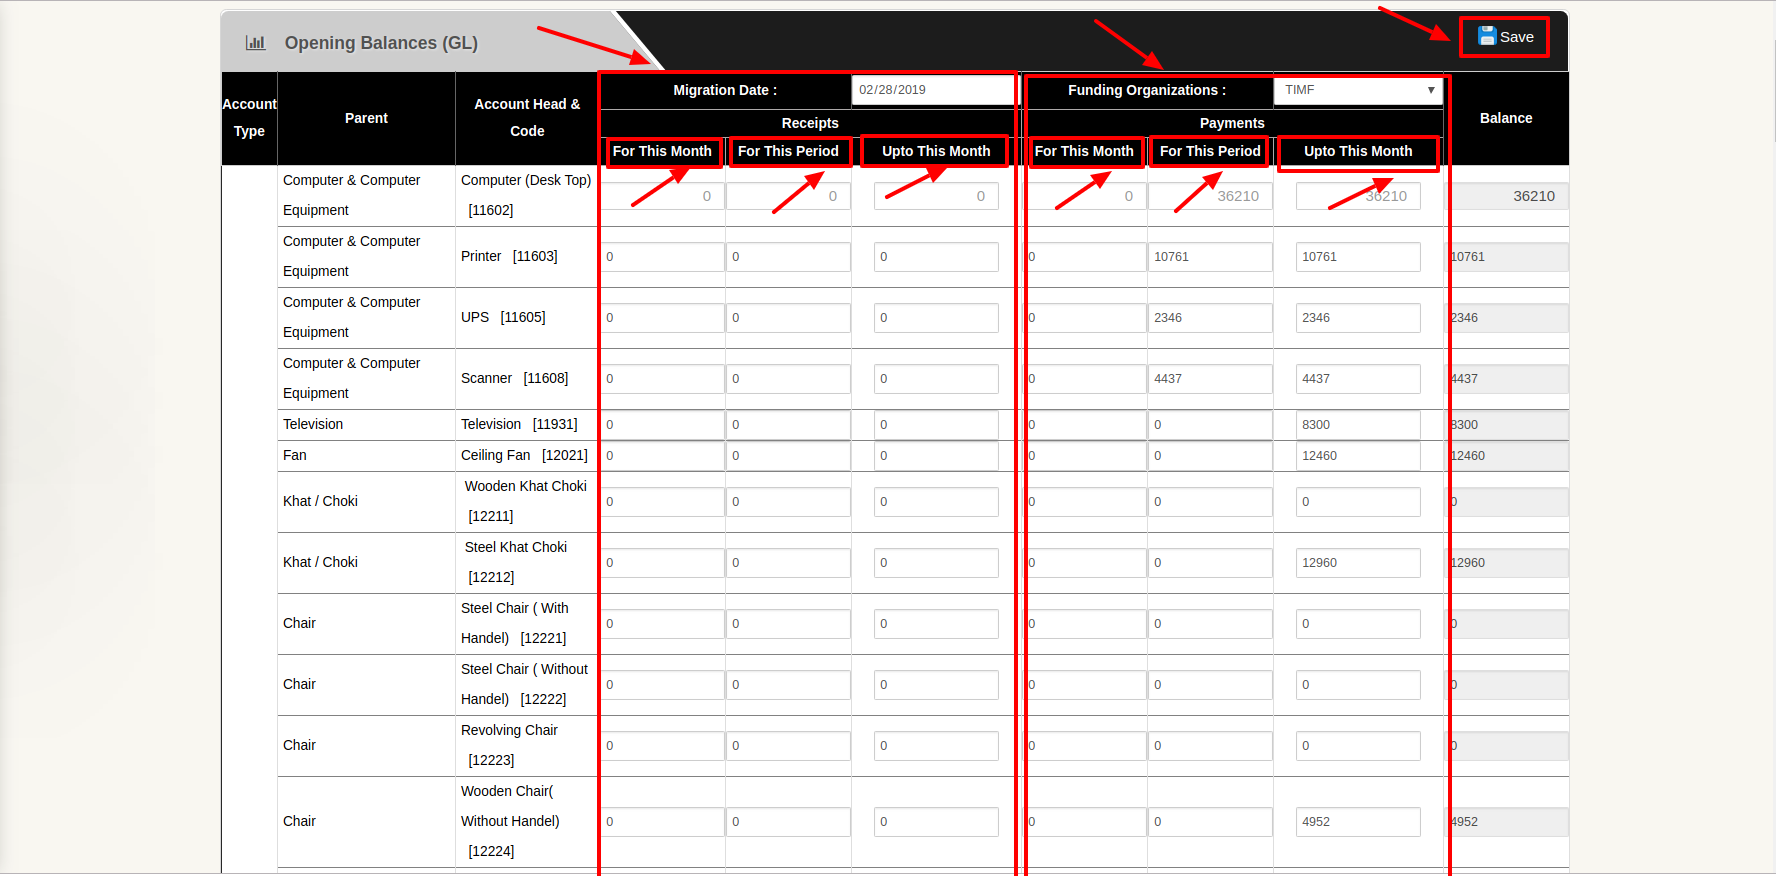 Opening Balances (GL)
Save
Account Type
Parent
Account Head & Code
Migration Date :
02/28/2019
Funding Organizations :
TIMF
Balance
Receipts
Payments
For This Month
For This Period
Upto This Month
For This Month
For This Period
Upto This Month
Computer & Computer Equipment
Computer (Desk Top) [11602]
0 0 0 0 36210 36210 36210
Computer & Computer Equipment
Printer [11603]
0 0 0 0 10761 10761 10761
Computer & Computer Equipment
UPS [11605]
0 0 0 0 2346 2346 2346
Computer & Computer Equipment
Scanner [11608]
0 0 0 0 4437 4437 4437
Television
Television [11931]
0 0 0 0 0 8300 8300
Fan
Ceiling Fan [12021]
0 0 0 0 0 12460 12460
Khat / Choki
Wooden Khat Choki [12211]
0 0 0 0 0 0 0
Khat / Choki
Steel Khat Choki [12212]
0 0 0 0 0 12960 12960
Chair
Steel Chair ( With Handel) [12221]
0 0 0 0 0 0 0
Chair
Steel Chair ( Without Handel) [12222]
0 0 0 0 0 0 0
Chair
Revolving Chair [12223]
0 0 0 0 0 0 0
Chair
Wooden Chair( Without Handel) [12224]
0 0 0 0 0 4952 4952